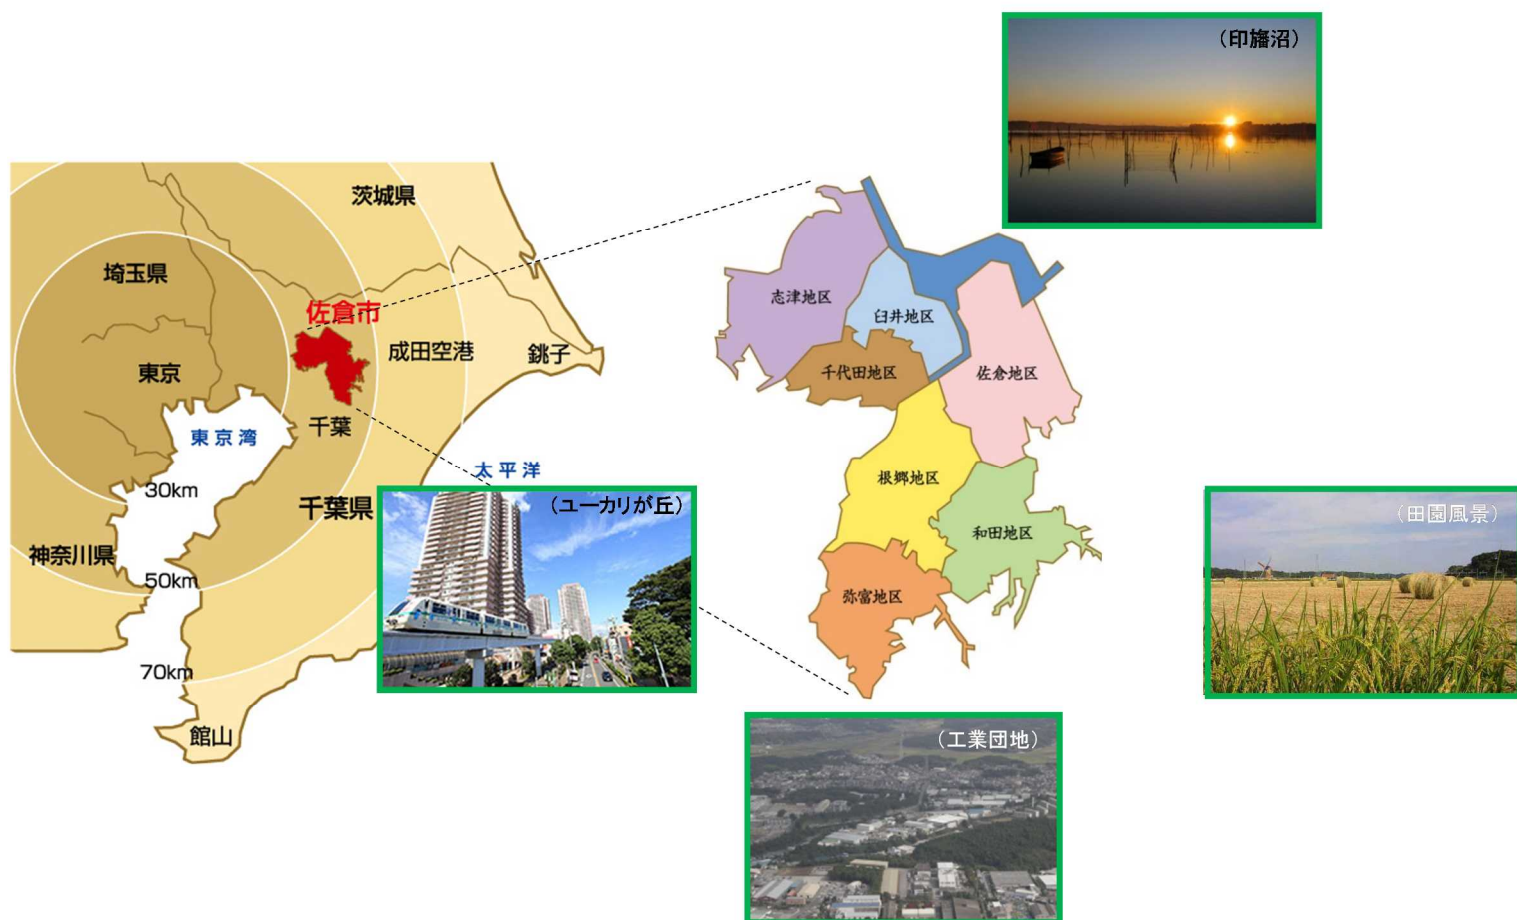 (印旛沼)
茨城県
埼玉県
佐倉市
成田空港
銚子
東京
千葉
東京湾
太平洋
30km
千葉県
神奈川県
50km
70km
館山
志津地区
臼井地区
千代田地区
佐倉地区
根郷地区
和田地区
弥富地区
(ユーカリが丘)
(田園風景)
(工業団地)